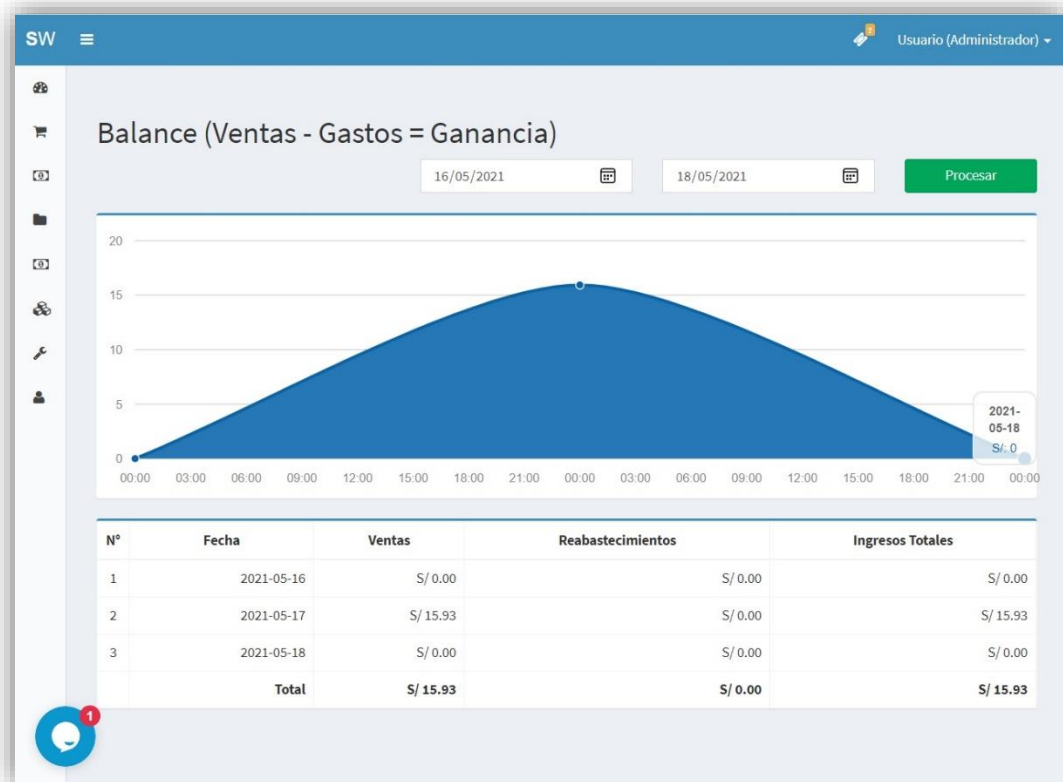 SW
Usuario (Administrador)
Balance (Ventas - Gastos = Ganancia)
16/05/2021 18/05/2021 Procesar
20
15
10
5
0
2021-
05-18
S/: 0
00:00 03:00 06:00 09:00 12:00 15:00 18:00 21:00 00:00 03:00 06:00 09:00 12:00 15:00 18:00 21:00 00:00
N° Fecha Ventas Reabastecimientos Ingresos Totales
1 2021-05-16 S/ 0.00 S/ 0.00 S/ 0.00
2 2021-05-17 S/ 15.93 S/ 0.00 S/ 15.93
3 2021-05-18 S/ 0.00 S/ 0.00 S/ 0.00
Total S/ 15.93 S/ 0.00 S/ 15.93
1